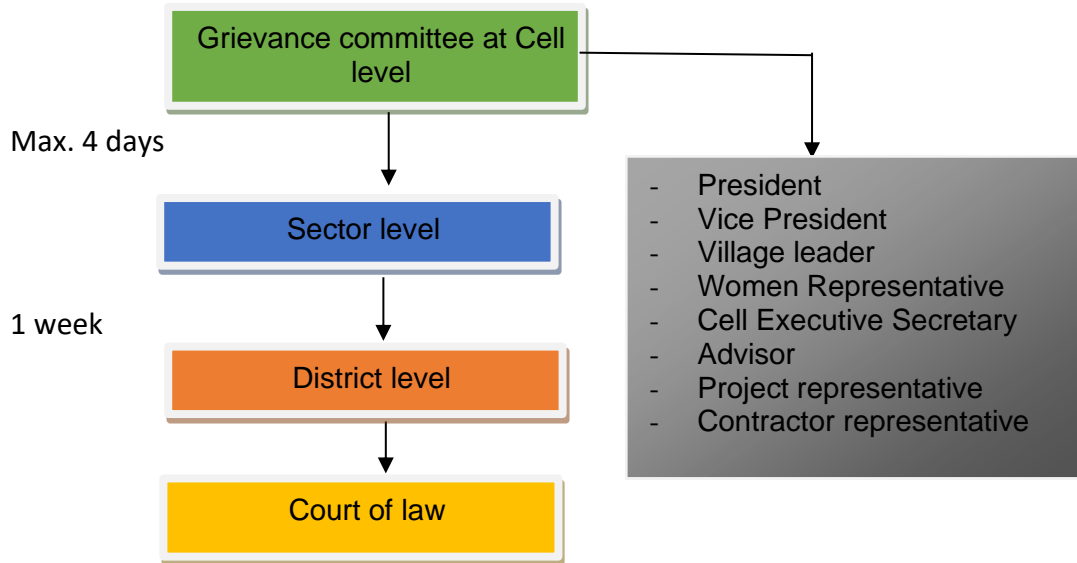 Grievance committee at Cell
level
Max. 4 days
- President
- Vice President
- Village leader
- Women Representative
- Cell Executive Secretary
- Advisor
- Project representative
- Contractor representative
Sector level
1 week
District level
Court of law